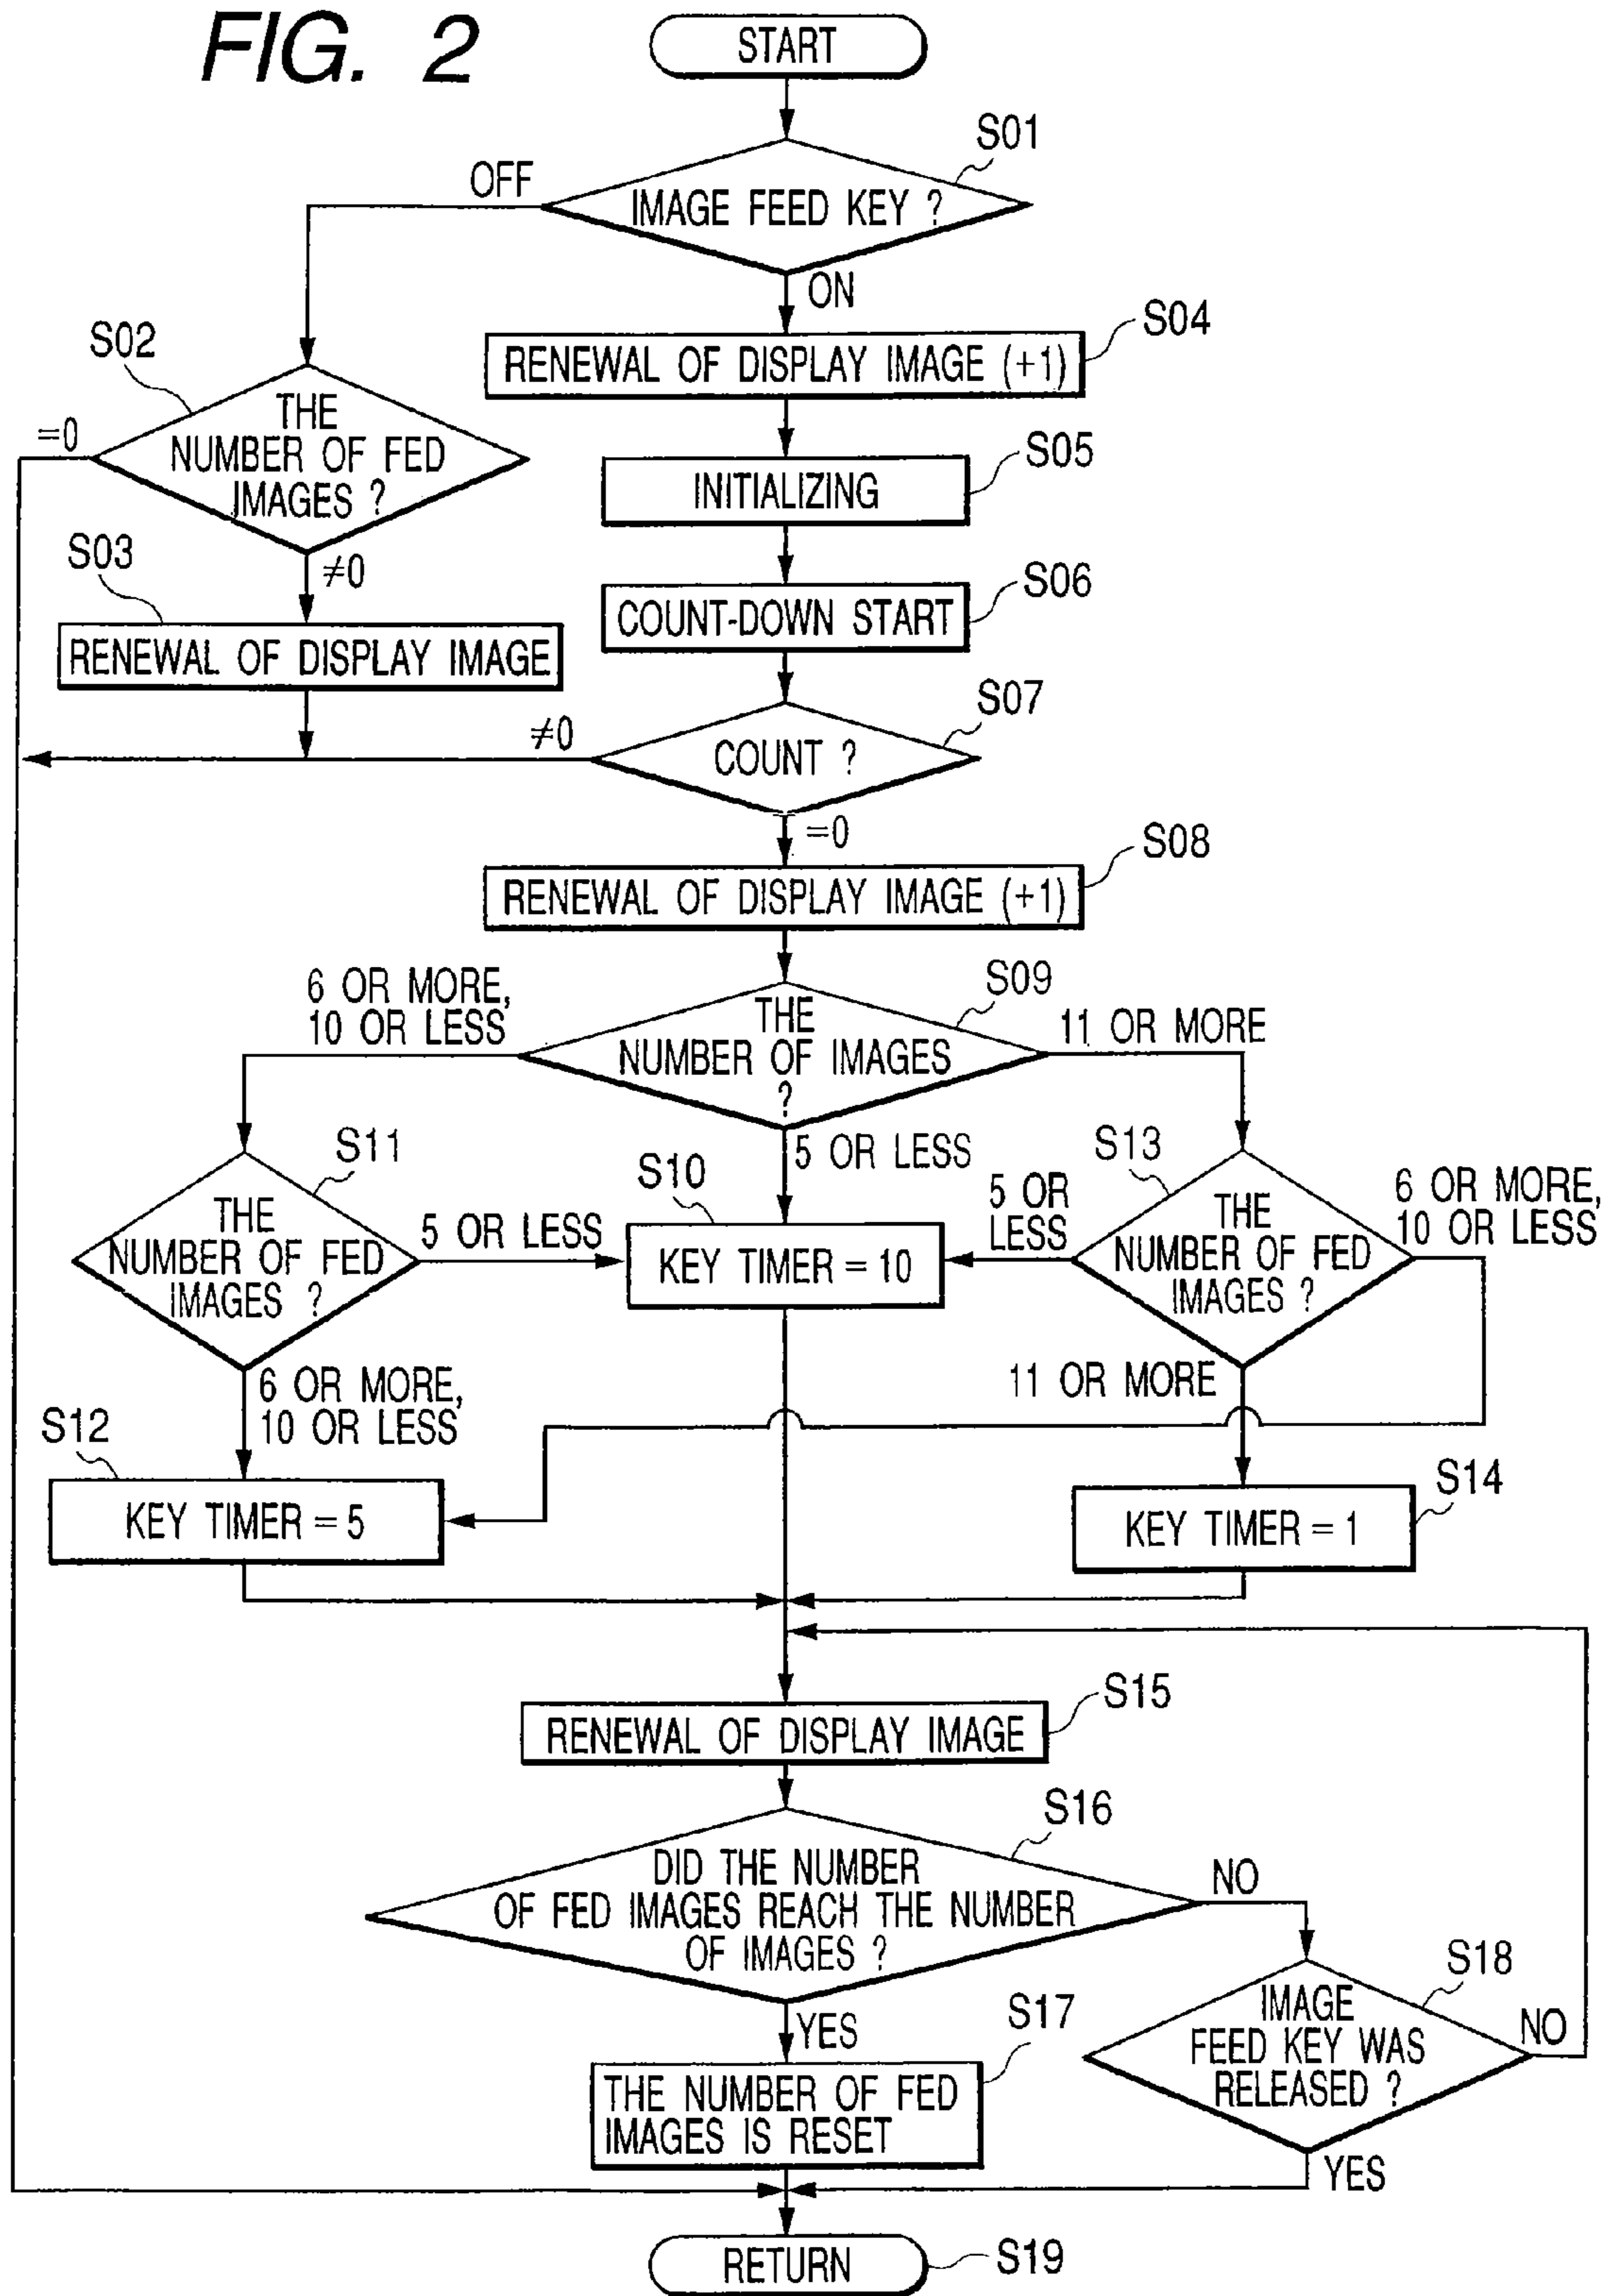 FIG. 2
START
S01
OFF
IMAGE FEED KEY ?
ON
S04
RENEWAL OF DISPLAY IMAGE (+1)
S02
THE
NUMBER OF FED
IMAGES ?
=0
S05
INITIALIZING
S03
≠0
S06
COUNT-DOWN START
RENEWAL OF DISPLAY IMAGE
S07
≠0
COUNT ?
=0
S08
RENEWAL OF DISPLAY IMAGE (+1)
6 OR MORE,
10 OR LESS
S09
THE
NUMBER OF IMAGES
?
11 OR MORE
5 OR LESS
S11
THE
NUMBER OF FED
IMAGES ?
5 OR LESS
S10
KEY TIMER = 10
5 OR
LESS
S13
THE
NUMBER OF FED
IMAGES ?
6 OR MORE,
10 OR LESS
6 OR MORE,
10 OR LESS
11 OR MORE
S12
KEY TIMER = 5
S14
KEY TIMER = 1
S15
RENEWAL OF DISPLAY IMAGE
S16
DID THE NUMBER
OF FED IMAGES REACH THE NUMBER
OF IMAGES ?
NO
YES
S17
THE NUMBER OF FED
IMAGES IS RESET
S18
IMAGE
FEED KEY WAS
RELEASED ?
NO
YES
RETURN
S19